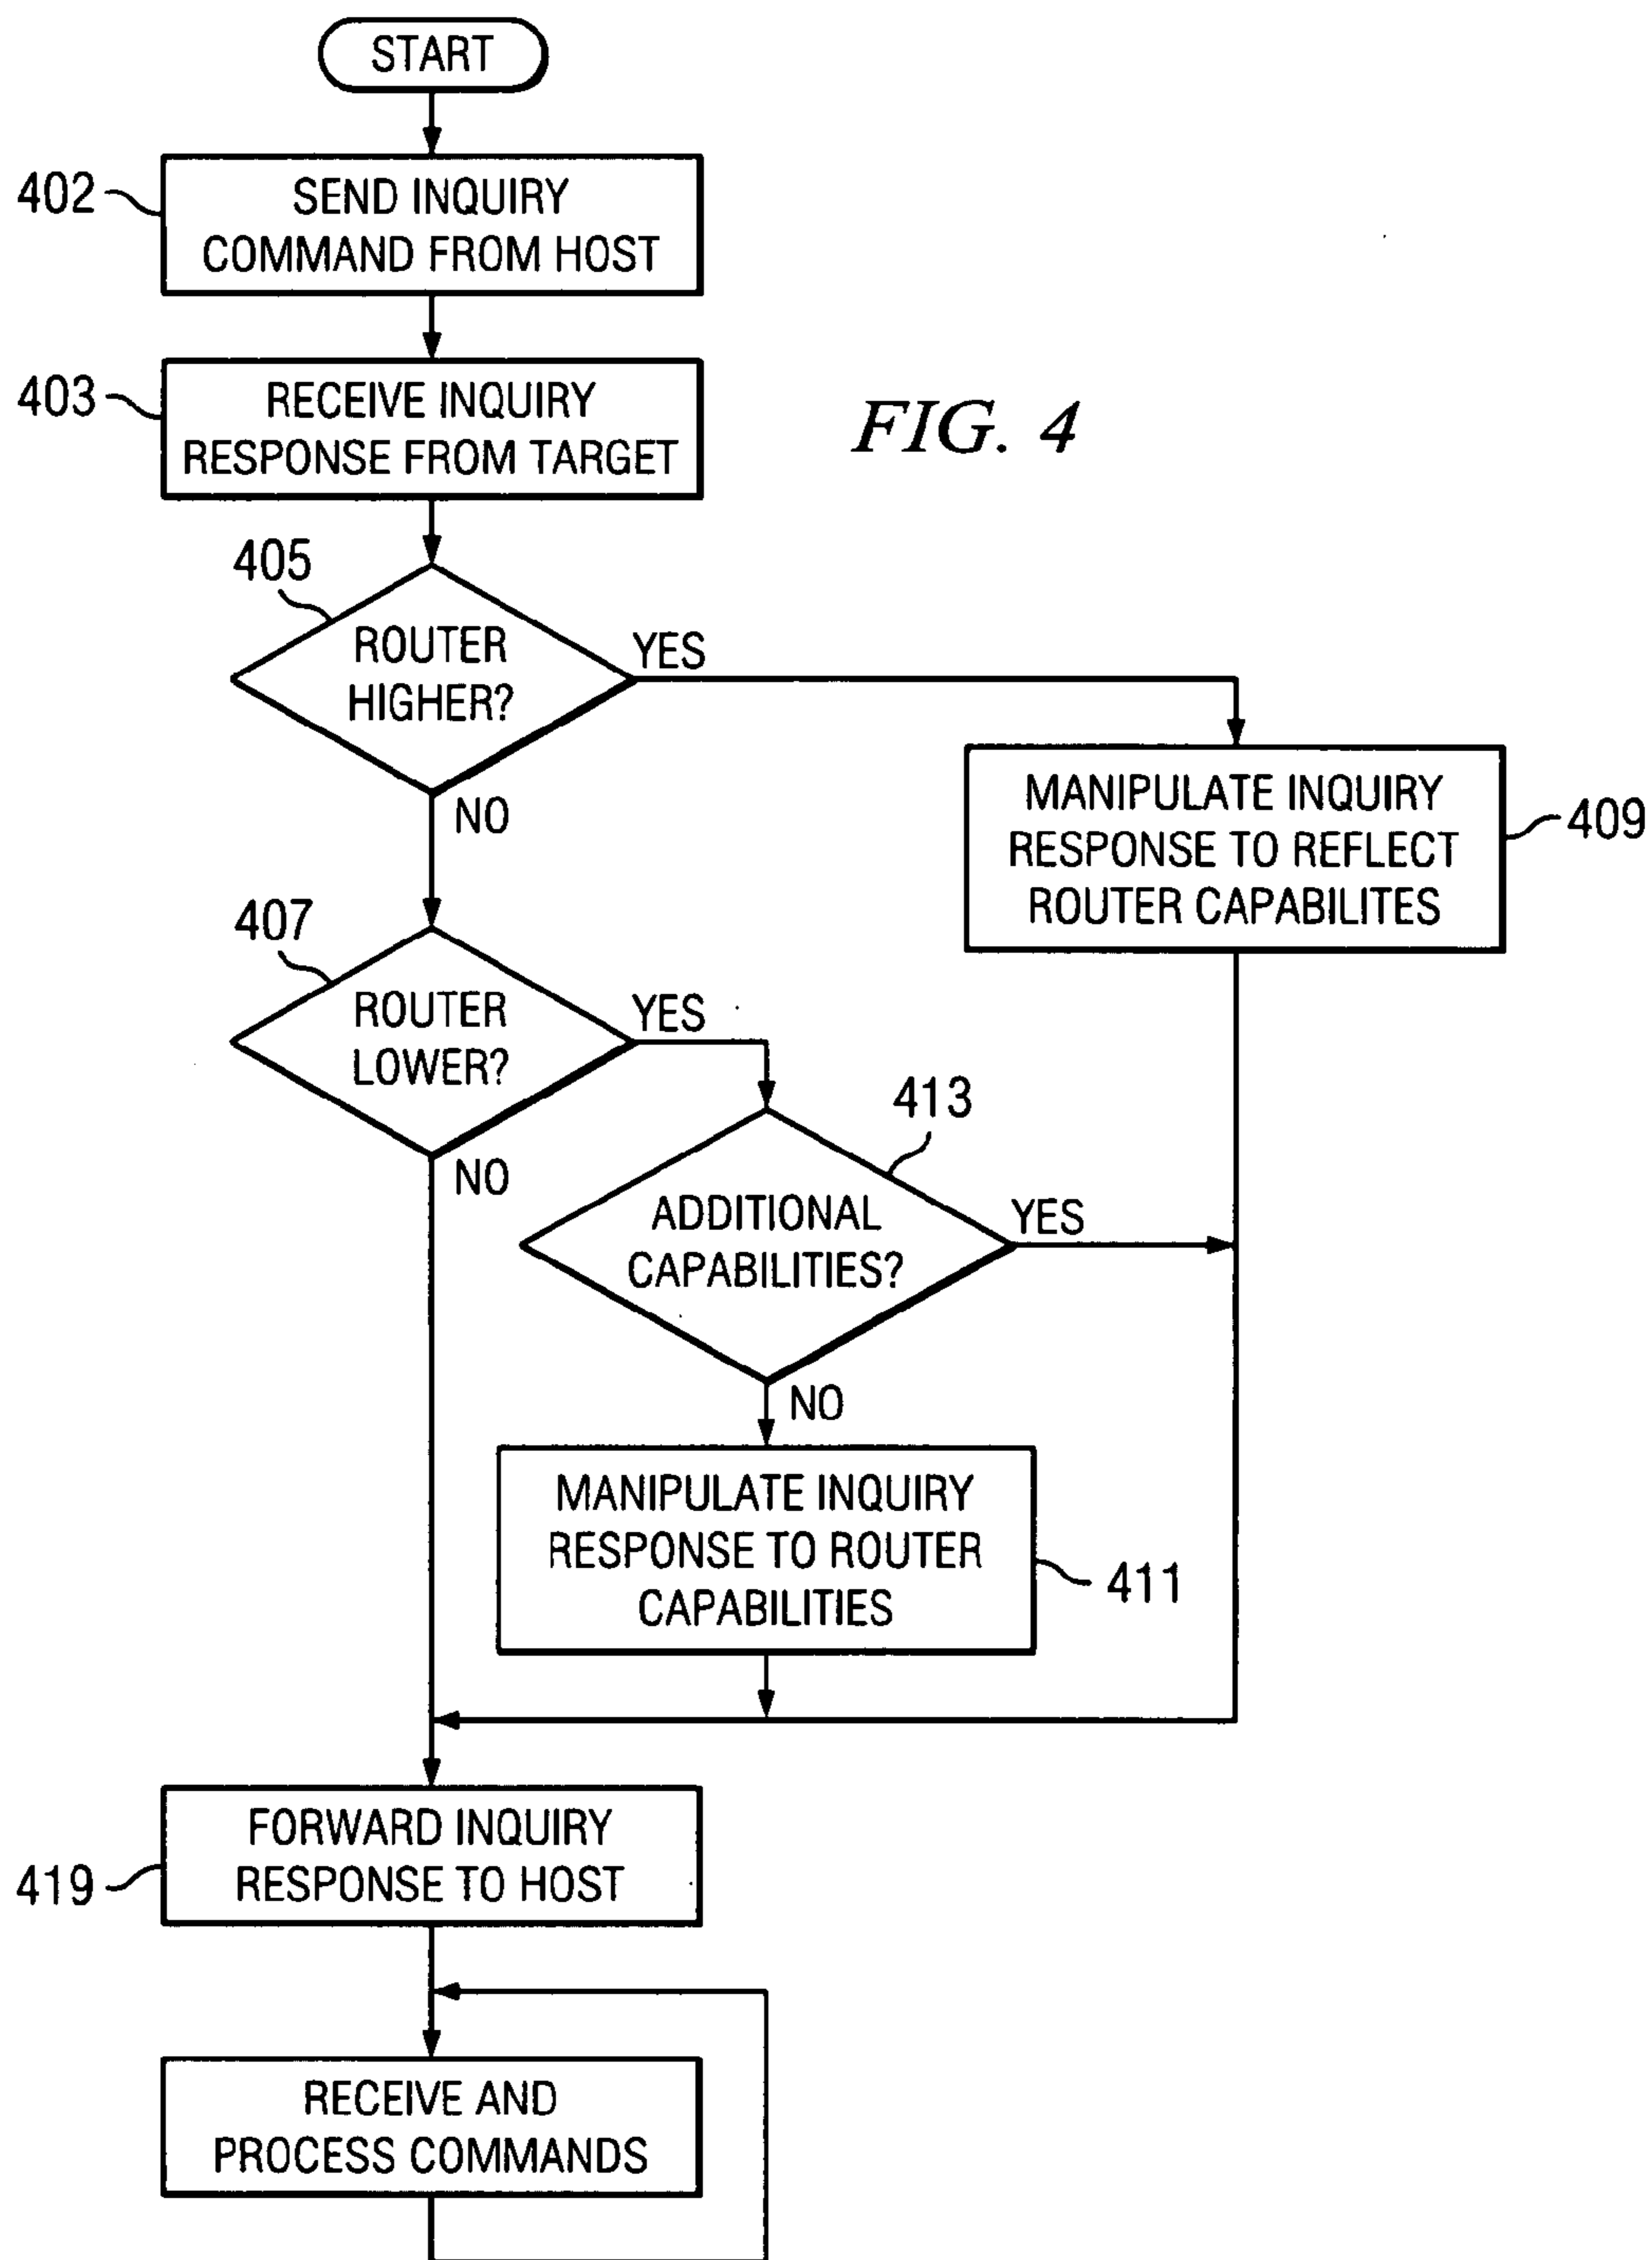 START
402
SEND INQUIRY
COMMAND FROM HOST
403
RECEIVE INQUIRY
RESPONSE FROM TARGET
FIG. 4
405
ROUTER
HIGHER?
YES
NO
MANIPULATE INQUIRY
RESPONSE TO REFLECT
ROUTER CAPABILITES
409
407
ROUTER
LOWER?
YES
NO
413
ADDITIONAL
CAPABILITIES?
YES
NO
MANIPULATE INQUIRY
RESPONSE TO ROUTER
CAPABILITIES
411
FORWARD INQUIRY
RESPONSE TO HOST
419
RECEIVE AND
PROCESS COMMANDS